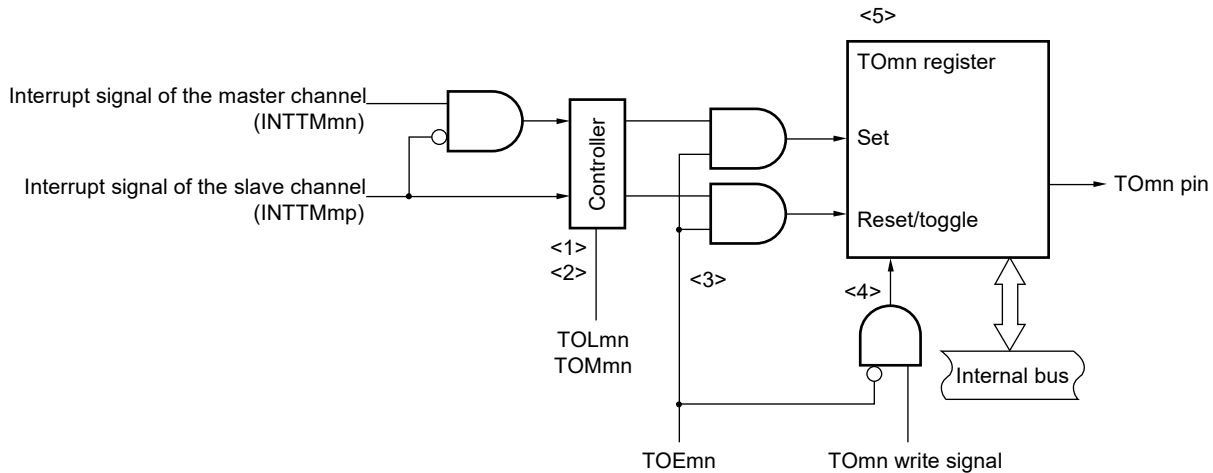 <5>
TOmn register
Interrupt signal of the master channel
(INTTMmn)
Set
Controller
Interrupt signal of the slave channel
(INTTMmp)
TOmn pin
Reset/toggle
<1>
<2>
<3>
<4>
TOLmn
TOMmn
Internal bus
TOEmn
TOmn write signal